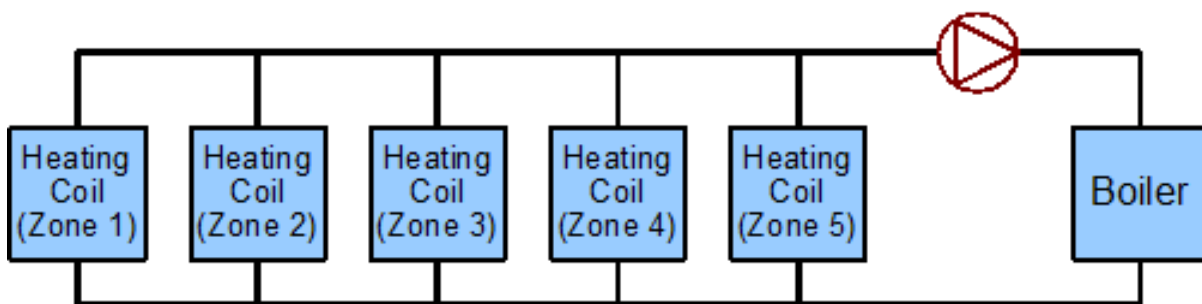 Heating
Coil
(Zone 1)
Heating
Coil
(Zone 2)
Heating
Coil
(Zone 3)
Heating
Coil
(Zone 4)
Heating
Coil
(Zone 5)
Boiler